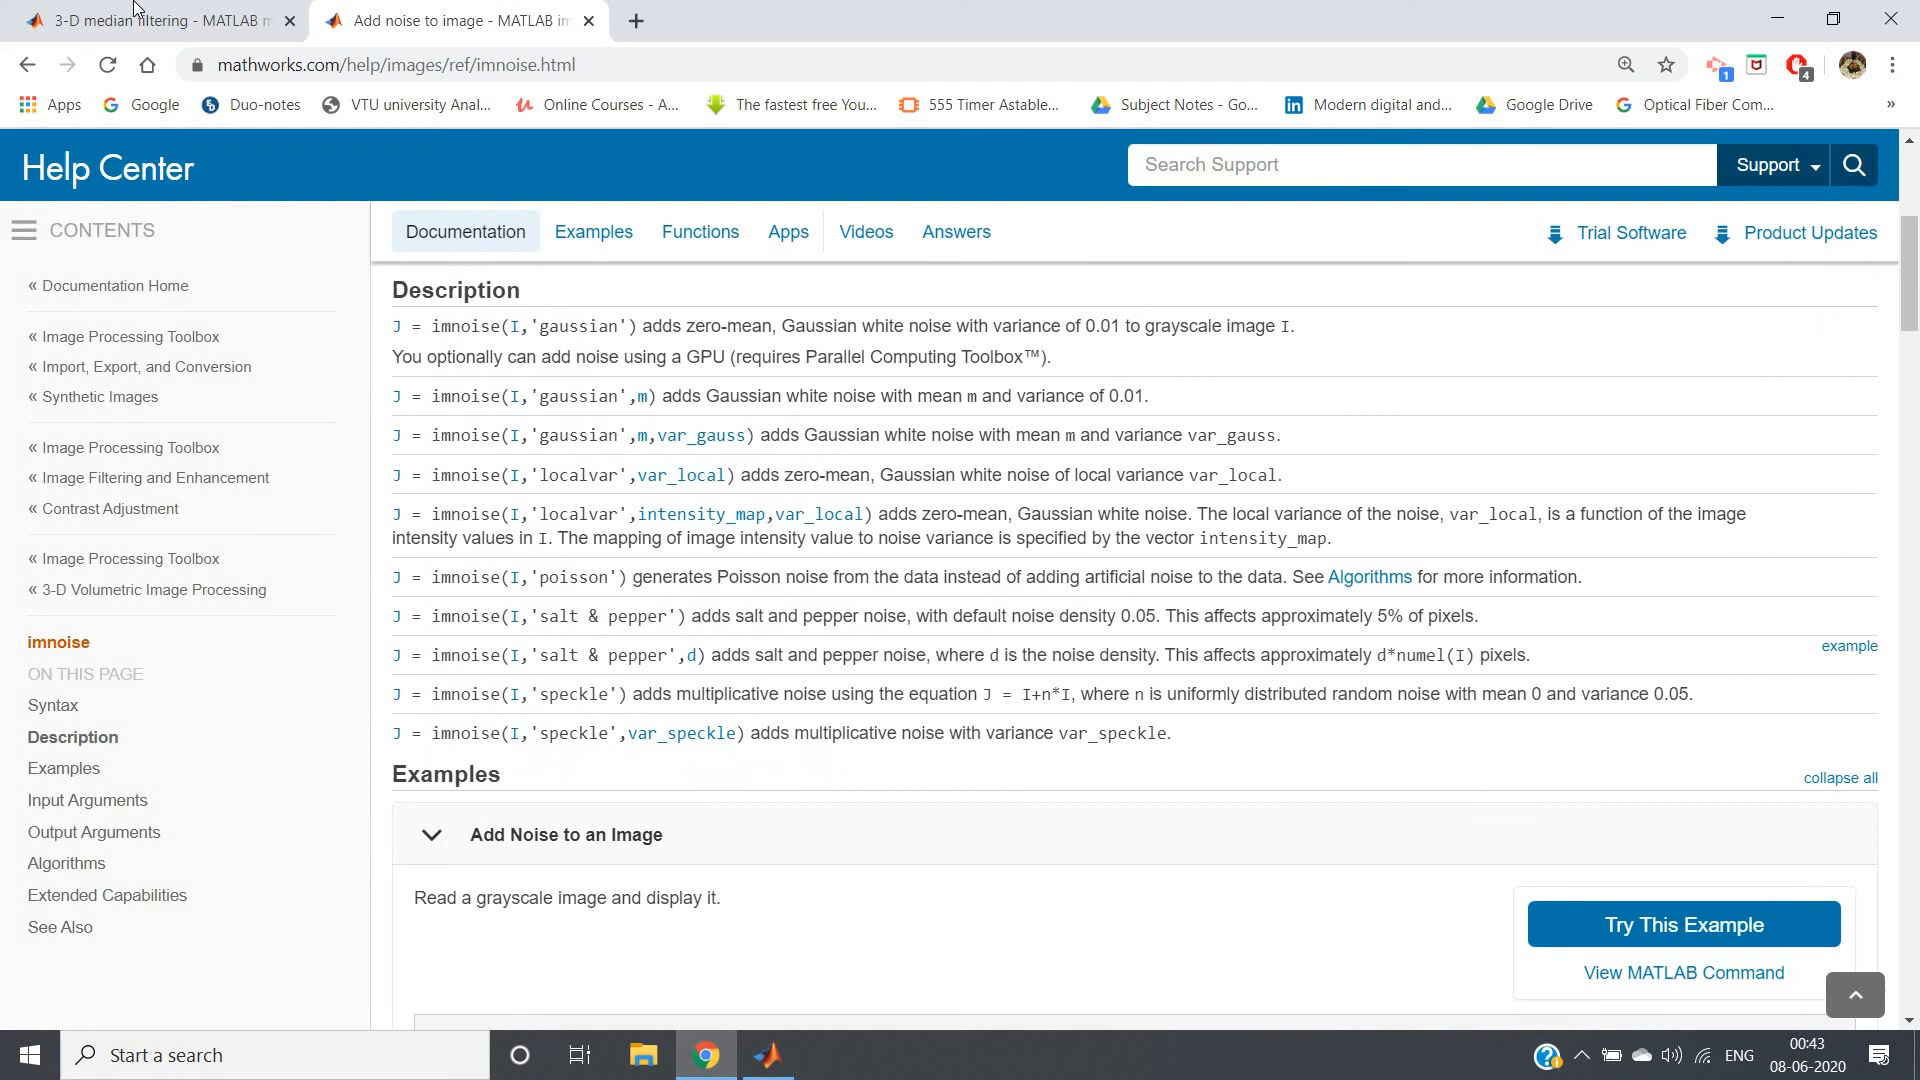 3-D median filtering - MATLAB m
Add noise to image - MATLAB im
mathworks.com/help/images/ref/imnoise.html
1
4
Apps
Google
Duo-notes
VTU university Anal...
Online Courses - A...
The fastest free You...
555 Timer Astable...
Subject Notes - Go...
Modern digital and...
Google Drive
Optical Fiber Com...
»
Help Center
Search Support
Support
CONTENTS
Documentation
Examples
Functions
Apps
Videos
Answers
Trial Software
Product Updates
« Documentation Home
« Image Processing Toolbox
« Import, Export, and Conversion
« Synthetic Images
« Image Processing Toolbox
« Image Filtering and Enhancement
« Contrast Adjustment
« Image Processing Toolbox
« 3-D Volumetric Image Processing
imnoise
ON THIS PAGE
Syntax
Description
Examples
Input Arguments
Output Arguments
Algorithms
Extended Capabilities
See Also
Description
J = imnoise(I,'gaussian') adds zero-mean, Gaussian white noise with variance of 0.01 to grayscale image I.
You optionally can add noise using a GPU (requires Parallel Computing Toolbox™).
J = imnoise(I,'gaussian',m) adds Gaussian white noise with mean m and variance of 0.01.
J = imnoise(I,'gaussian',m,var_gauss) adds Gaussian white noise with mean m and variance var_gauss.
J = imnoise(I,'localvar',var_local) adds zero-mean, Gaussian white noise of local variance var_local.
J = imnoise(I,'localvar',intensity_map,var_local) adds zero-mean, Gaussian white noise. The local variance of the noise, var_local, is a function of the image
intensity values in I. The mapping of image intensity value to noise variance is specified by the vector intensity_map.
J = imnoise(I,'poisson') generates Poisson noise from the data instead of adding artificial noise to the data. See Algorithms for more information.
J = imnoise(I,'salt & pepper') adds salt and pepper noise, with default noise density 0.05. This affects approximately 5% of pixels.
J = imnoise(I,'salt & pepper',d) adds salt and pepper noise, where d is the noise density. This affects approximately d*numel(I) pixels.
example
J = imnoise(I,'speckle') adds multiplicative noise using the equation J = I+n*I, where n is uniformly distributed random noise with mean 0 and variance 0.05.
J = imnoise(I,'speckle',var_speckle) adds multiplicative noise with variance var_speckle.
Examples
collapse all
Add Noise to an Image
Read a grayscale image and display it.
Try This Example
View MATLAB Command
Start a search
ENG
00:43
08-06-2020